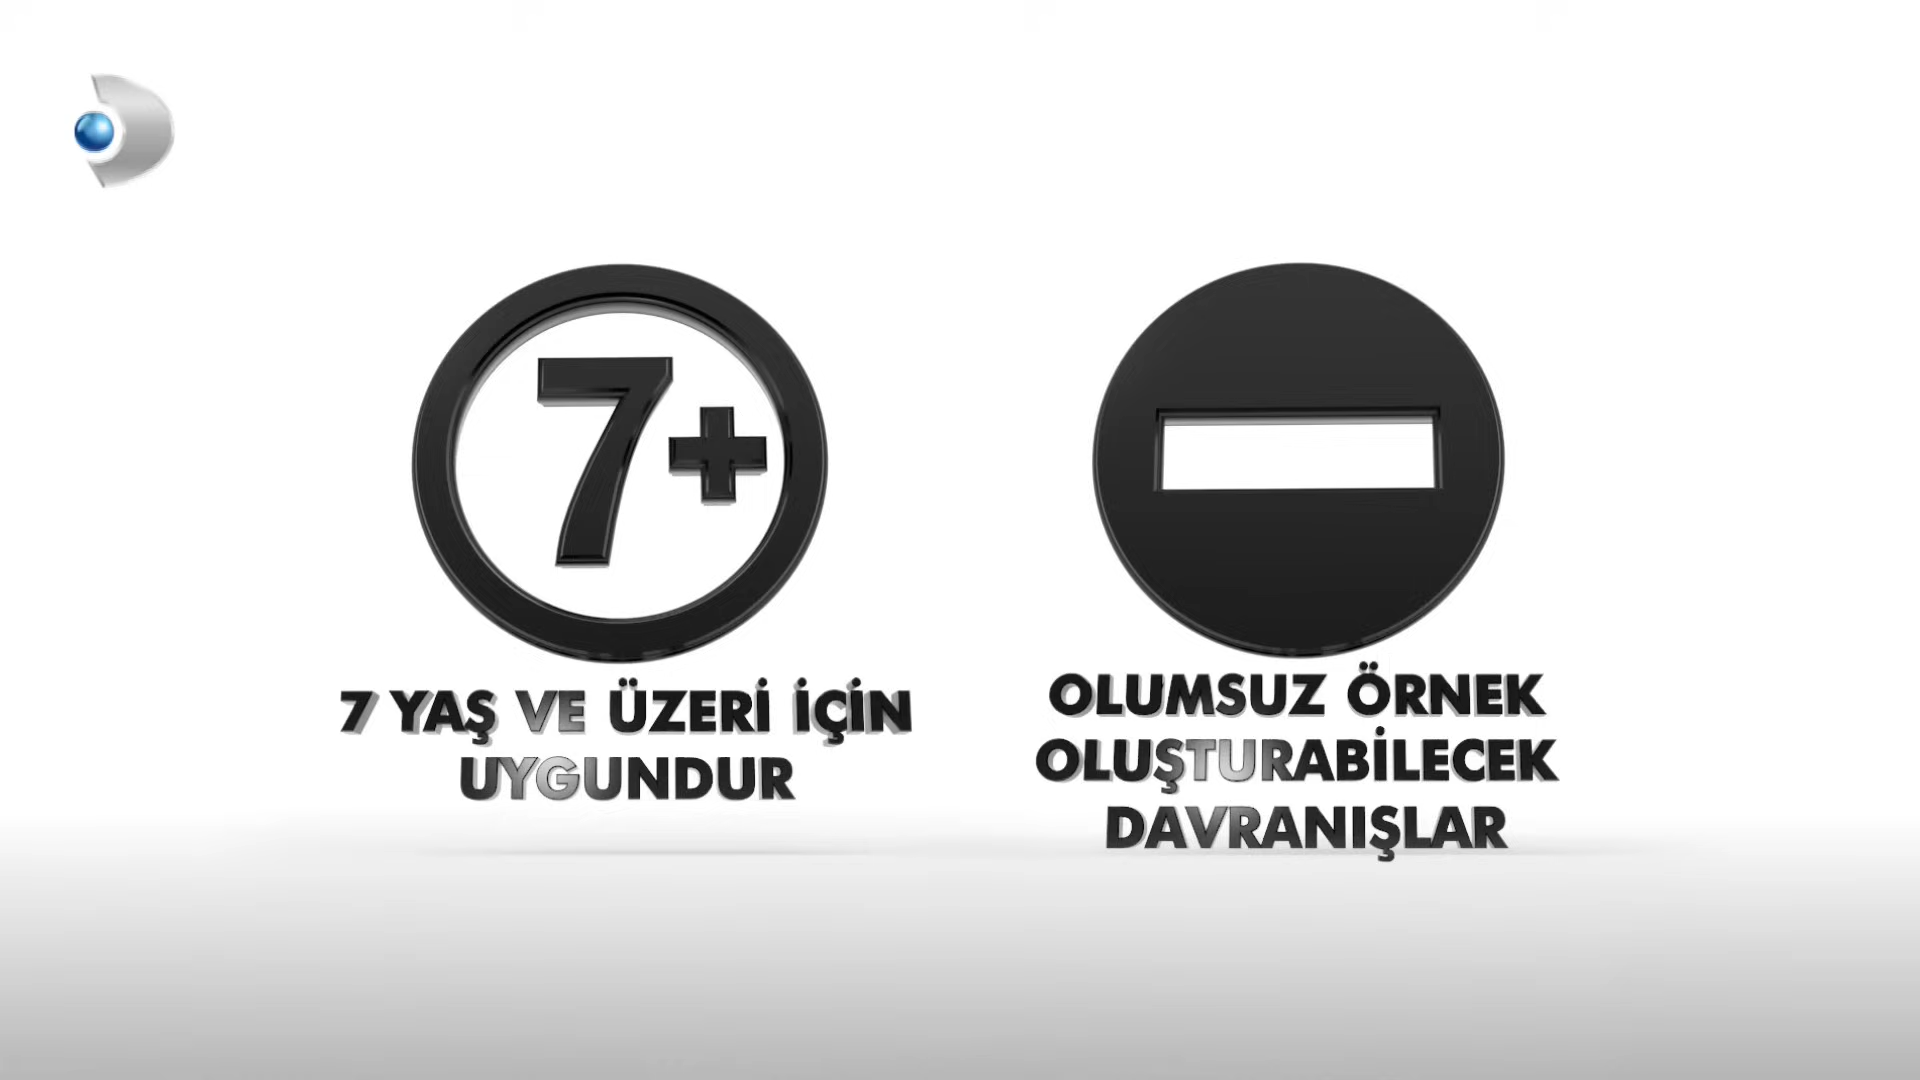 7+
7 YAŞ VE ÜZERİ İÇİN
UYGUNDUR
OLUMSUZ ÖRNEK
OLUŞTURABİLECEK
DAVRANIŞLAR